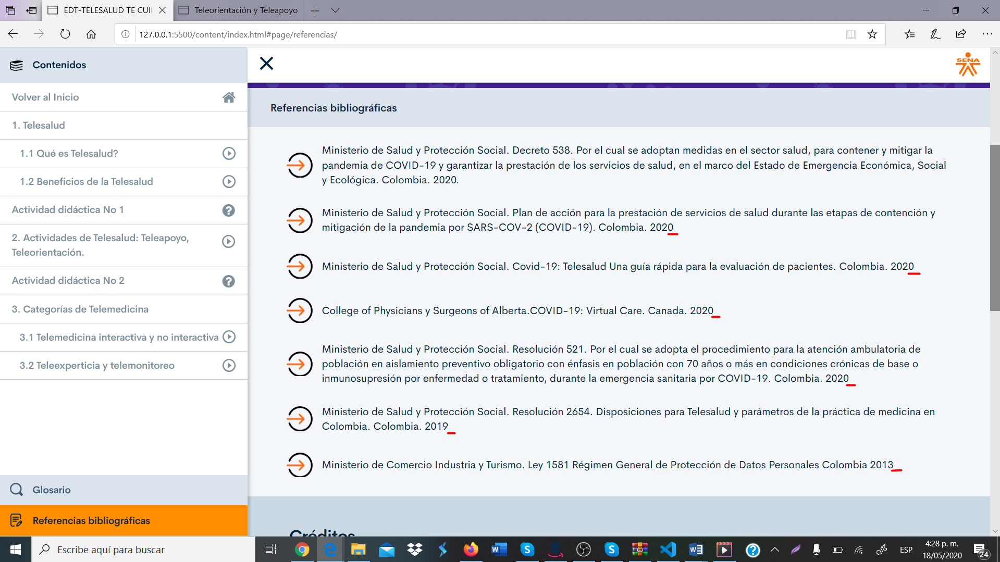 EDT-TELESALUD TE CUI
Teleorientación y Teleapoyo
127.0.0.1:5500/content/index.html#page/referencias/
Contenidos
SENA
Volver al Inicio
1. Telesalud
1.1 Qué es Telesalud?
1.2 Beneficios de la Telesalud
Actividad didáctica No 1
2. Actividades de Telesalud: Teleapoyo,
Teleorientación.
Actividad didáctica No 2
3. Categorías de Telemedicina
3.1 Telemedicina interactiva y no interactiva
3.2 Teleexperticia y telemonitoreo
Glosario
Referencias bibliográficas
Referencias bibliográficas
Ministerio de Salud y Protección Social. Decreto 538. Por el cual se adoptan medidas en el sector salud, para contener y mitigar la
pandemia de COVID-19 y garantizar la prestación de los servicios de salud, en el marco del Estado de Emergencia Económica, Social
y Ecológica. Colombia. 2020.
Ministerio de Salud y Protección Social. Plan de acción para la prestación de servicios de salud durante las etapas de contención y
mitigación de la pandemia por SARS-COV-2 (COVID-19). Colombia. 2020
Ministerio de Salud y Protección Social. Covid-19: Telesalud Una guía rápida para la evaluación de pacientes. Colombia. 2020
College of Physicians y Surgeons of Alberta.COVID-19: Virtual Care. Canada. 2020
Ministerio de Salud y Protección Social. Resolución 521. Por el cual se adopta el procedimiento para la atención ambulatoria de
población en aislamiento preventivo obligatorio con énfasis en población con 70 años o más en condiciones crónicas de base o
inmunosupresión por enfermedad o tratamiento, durante la emergencia sanitaria por COVID-19. Colombia. 2020
Ministerio de Salud y Protección Social. Resolución 2654. Disposiciones para Telesalud y parámetros de la práctica de medicina en
Colombia. Colombia. 2019
Ministerio de Comercio Industria y Turismo. Ley 1581 Régimen General de Protección de Datos Personales Colombia 2013
Créditos
Escribe aquí para buscar
ESP
4:28 p. m.
18/05/2020
24